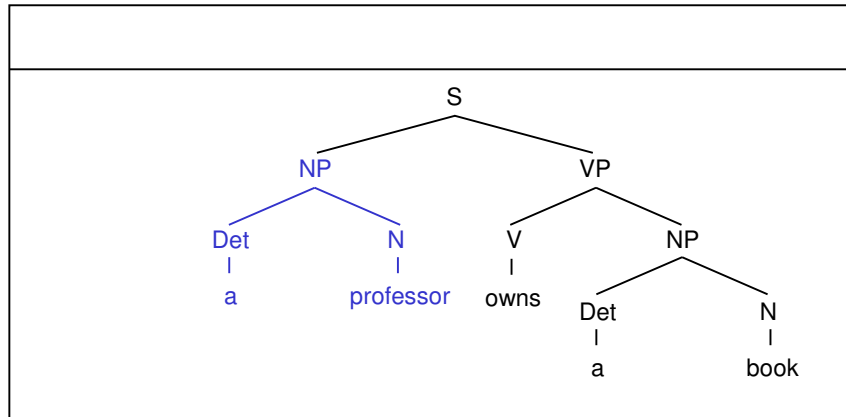 S
NP VP
Det N V NP
a professor owns
Det N
a book